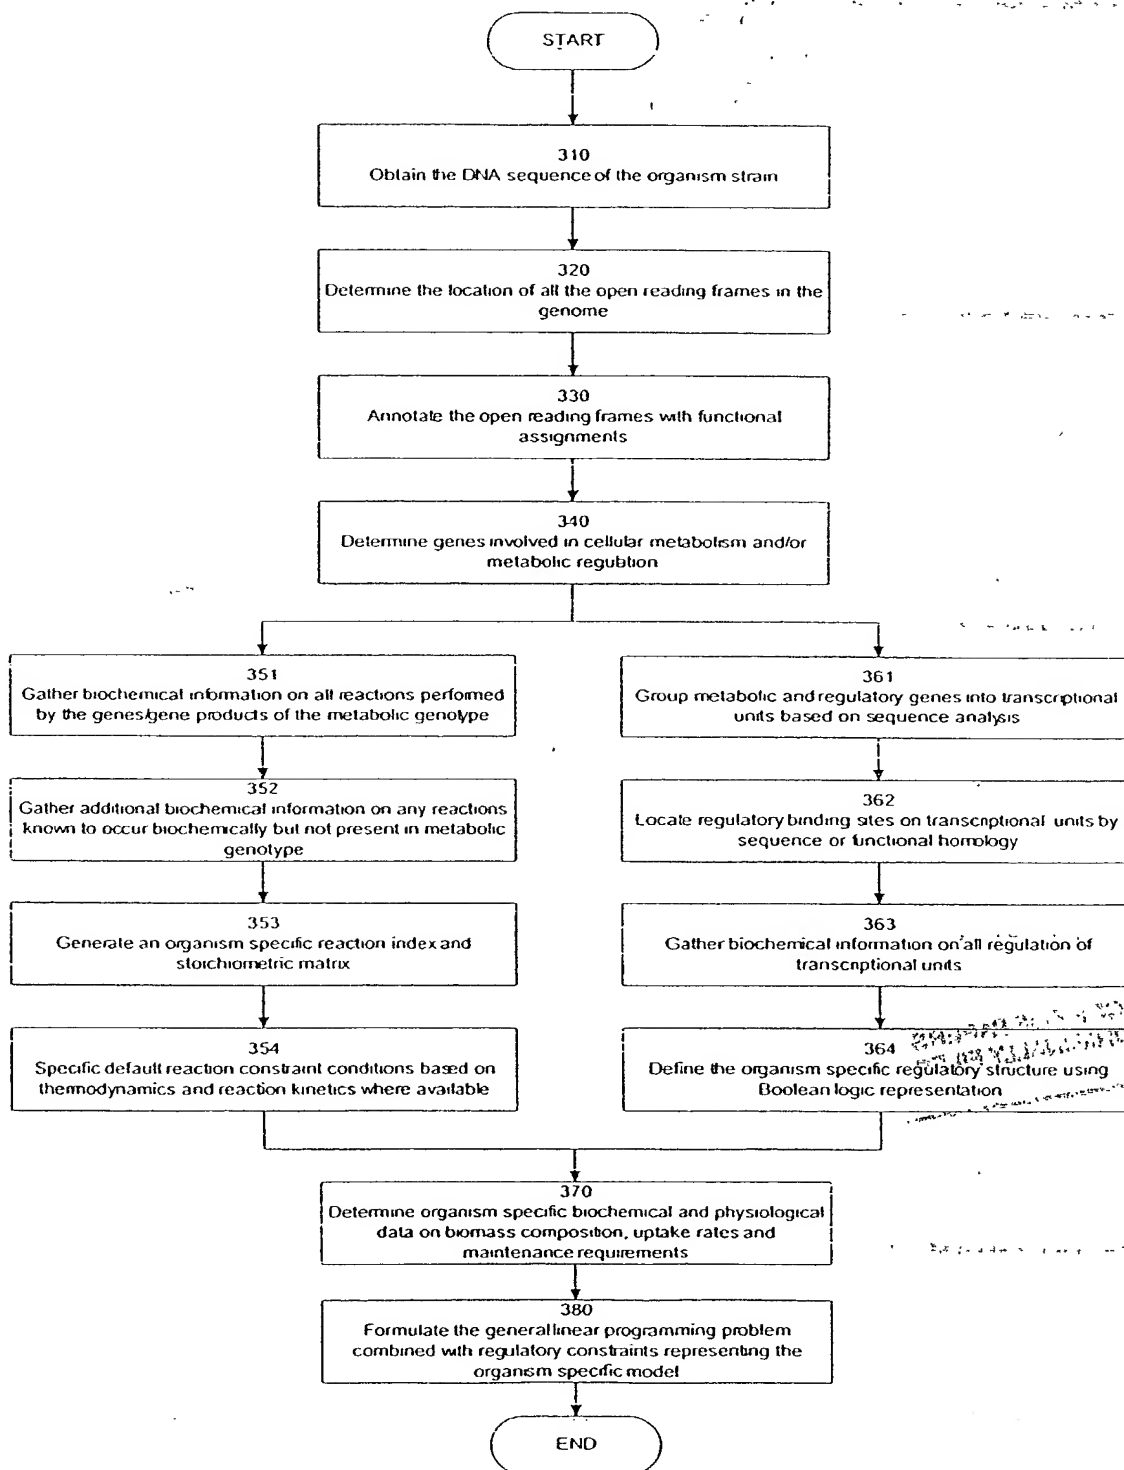 START
310
Obtain the DNA sequence of the organism strain
320
Determine the location of all the open reading frames in the
genome
330
Annotate the open reading frames with functional
assignments
340
Determine genes involved in cellular metabolism and/or
metabolic regubtion
351
Gather biochemical information on all reactions performed
by the genes/gene products of the metabolic genotype
352
Gather additional biochemical information on any reactions
known to occur biochemically but not present in metabolic
genotype
353
Generate an organism specific reaction index and
stoichiometric matrix
354
Specific default reaction constraint conditions based on
thermodynamics and reaction kinetics where available
361
Group metabolic and regulatory genes into transcriptional
units based on sequence analysis
362
Locate regulatory binding sites on transcriptional units by
sequence or functional homology
363
Gather biochemical information on all regulation of
transcriptional units
364
Define the organism specific regulatory structure using
Boolean logic representation
370
Determine organism specific biochemical and physiological
data on biomass composition, uptake rates and
maintenance requirements
380
Formulate the general linear programming problem
combined with regulatory constraints representing the
organism specific model
END